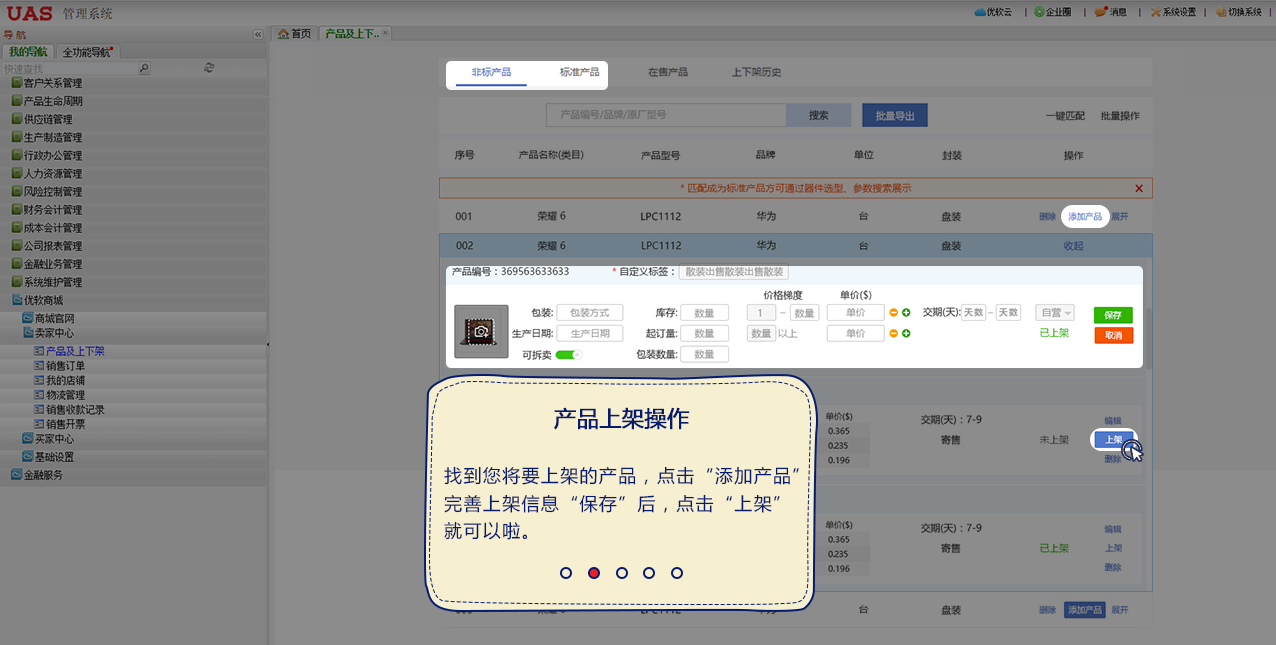 UAS 管理系统
优软云 | 企业圈 | 消息 | 系统设置 | 切换系统 |
导航
首页 产品及上下..
我的导航 全功能导航
快速查找
客户关系管理
产品生命周期
供应链管理
生产制造管理
行政办公管理
人力资源管理
风险控制管理
财务会计管理
成本会计管理
公司报表管理
金融业务管理
系统维护管理
优软商城
商城官网
卖家中心
产品及上下架
销售订单
我的店铺
物流管理
销售收款记录
销售开票
买家中心
基础设置
金融服务
非标产品 标准产品 在售产品 上下架历史
产品编号/品牌/原厂型号 搜索 批量导出 一键匹配 批量操作
序号 产品名称(类目) 产品型号 品牌 单位 封装 操作
* 匹配成为标准产品方可通过器件选型、参数搜索展示
001 荣耀 6 LPC1112 华为 台 盘装 删除 添加产品 展开
002 荣耀 6 LPC1112 华为 台 盘装 收起
产品编号：369563633633 * 自定义标签： 散装出售散装出售散装
价格梯度 单价($)
包装: 包装方式 库存: 数量 1 – 数量 单价 交期(天): 天数 – 天数 自营 保存
生产日期: 生产日期 起订量: 数量 数量 以上 单价 已上架 取消
可拆卖 包装数量: 数量
单价($) 交期(天)：7-9 编辑
0.365
0.235 寄售 未上架 上架
0.196 删除
单价($) 交期(天)：7-9 编辑
0.365
0.235 寄售 已上架 上架
0.196 删除
台 盘装 删除 添加产品 展开
产品上架操作
找到您将要上架的产品，点击“添加产品”
完善上架信息“保存”后，点击“上架”
就可以啦。